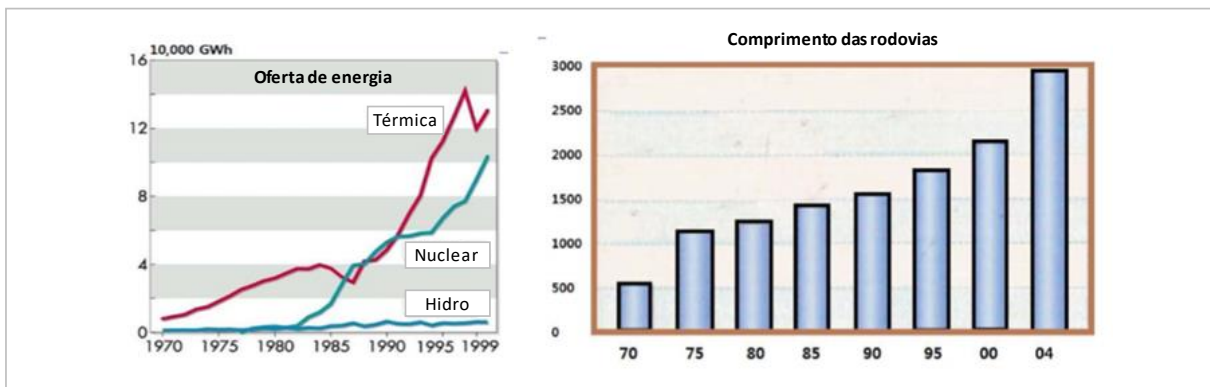 10,000 GWh
Oferta de energia
16
12
8
4
0
Térmica
Nuclear
Hidro
1970 1975 1980 1985 1990 1995 1999
Comprimento das rodovias
3000
2500
2000
1500
1000
500
0
70 75 80 85 90 95 00 04